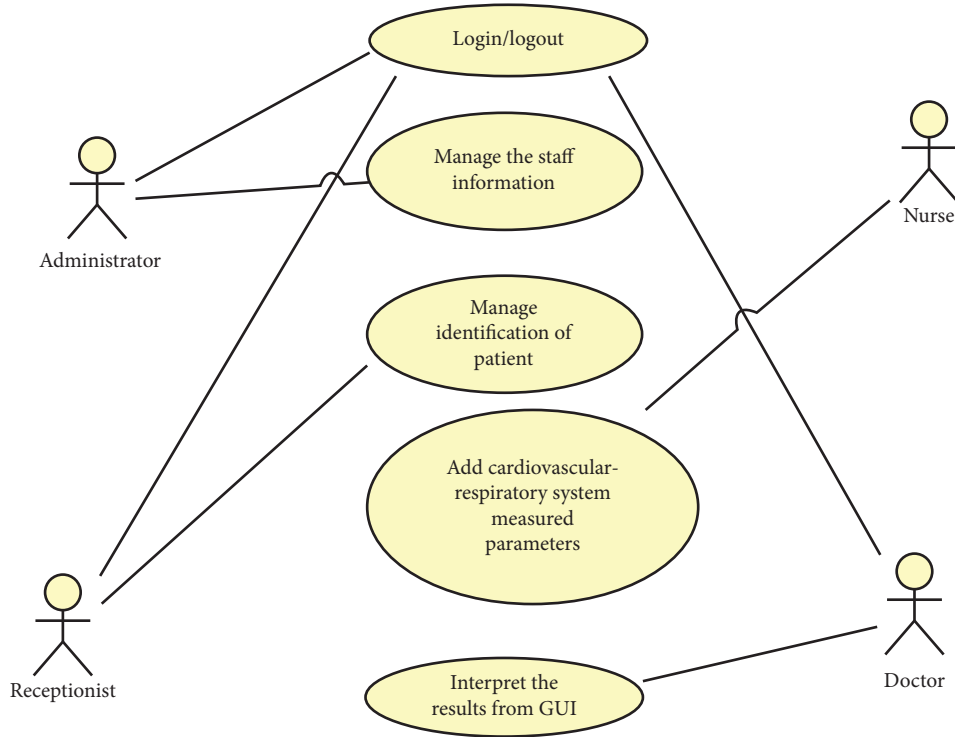 Login/logout
Manage the staff
information
Administrator
Nurse
Manage
identification of
patient
Add cardiovascular-
respiratory system
measured
parameters
Receptionist
Interpret the
results from GUI
Doctor